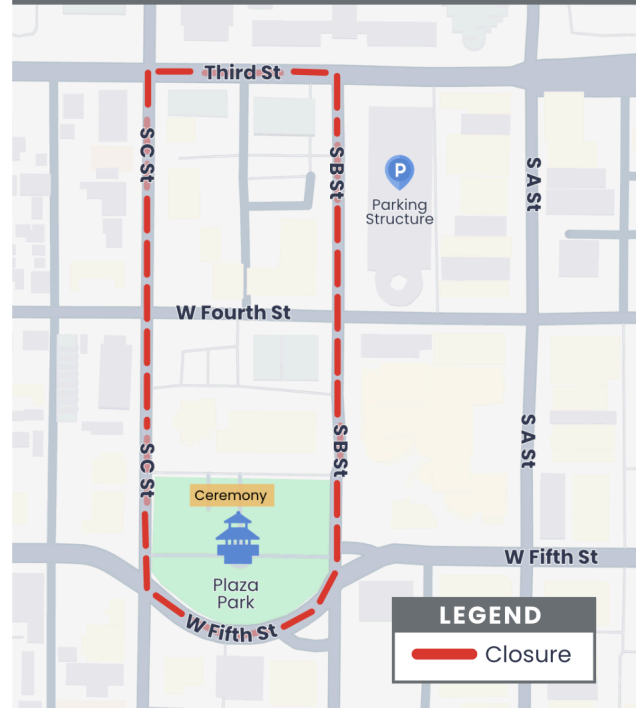 Third St
S C St
S B St
S A St
P
Parking
Structure
W Fourth St
S C St
S B St
S A St
Ceremony
W Fifth St
Plaza
Park
W Fifth St
LEGEND
Closure